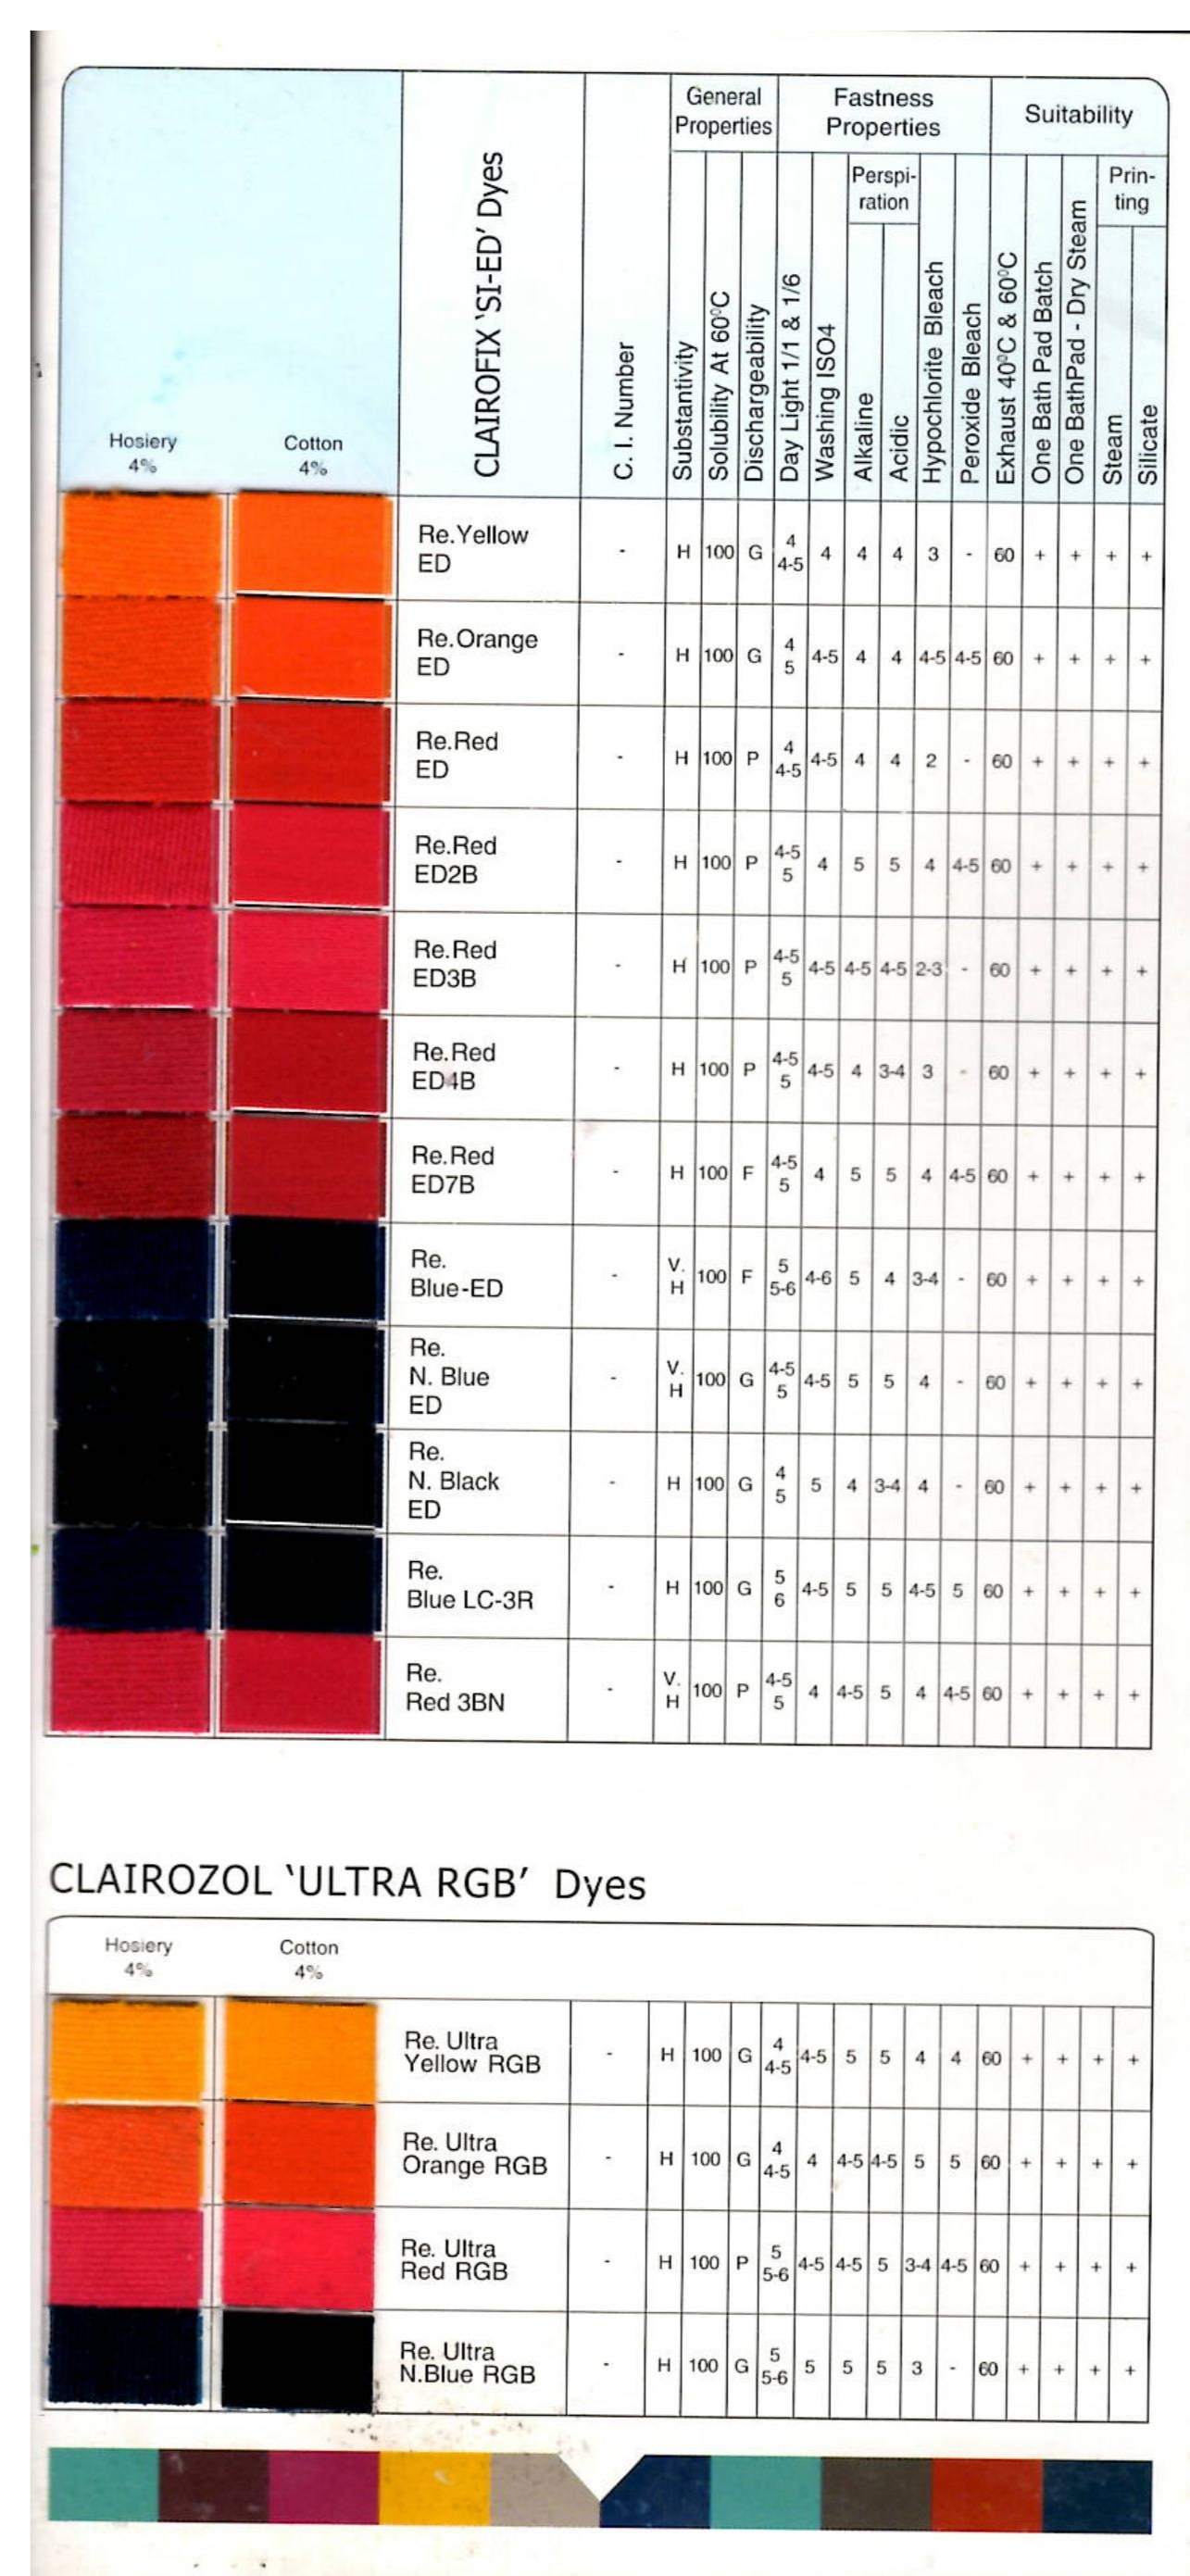 General Properties
Fastness Properties
Suitability
Perspi-ration
Prin-ting
CLAIROFIX 'SI-ED' Dyes
C. I. Number
Substantivity
Solubility At 60⁰C
Dischargeability
Day Light 1/1 & 1/6
Washing ISO4
Alkaline
Acidic
Hypochlorite Bleach
Peroxide Bleach
Exhaust 40⁰C & 60⁰C
One Bath Pad Batch
One BathPad - Dry Steam
Steam
Silicate
Hosiery 4%
Cotton 4%
Re.Yellow ED - H 100 G 4 4-5 4 4 4 3 - 60 + + + +
Re.Orange ED - H 100 G 4 5 4-5 4 4 4-5 4-5 60 + + + +
Re.Red ED - H 100 P 4 4-5 4-5 4 4 2 - 60 + + + +
Re.Red ED2B - H 100 P 4-5 5 4 5 5 4 4-5 60 + + + +
Re.Red ED3B - H 100 P 4-5 5 4-5 4-5 4-5 2-3 - 60 + + + +
Re.Red ED4B - H 100 P 4-5 5 4-5 4 3-4 3 - 60 + + + +
Re.Red ED7B - H 100 F 4-5 5 4 5 5 4 4-5 60 + + + +
Re. Blue-ED - V. H 100 F 5 5-6 4-6 5 4 3-4 - 60 + + + +
Re. N. Blue ED - V. H 100 G 4-5 5 4-5 5 5 4 - 60 + + + +
Re. N. Black ED - H 100 G 4 5 5 4 3-4 4 - 60 + + + +
Re. Blue LC-3R - H 100 G 5 6 4-5 5 5 4-5 5 60 + + + +
Re. Red 3BN - V. H 100 P 4-5 5 4 4-5 5 4 4-5 60 + + + +
CLAIROZOL 'ULTRA RGB' Dyes
Hosiery 4%
Cotton 4%
Re. Ultra Yellow RGB - H 100 G 4 4-5 4-5 5 5 4 4 60 + + + +
Re. Ultra Orange RGB - H 100 G 4 4-5 4 4-5 4-5 5 5 60 + + + +
Re. Ultra Red RGB - H 100 P 5 5-6 4-5 4-5 5 3-4 4-5 60 + + + +
Re. Ultra N.Blue RGB - H 100 G 5 5-6 5 5 5 3 - 60 + + + +